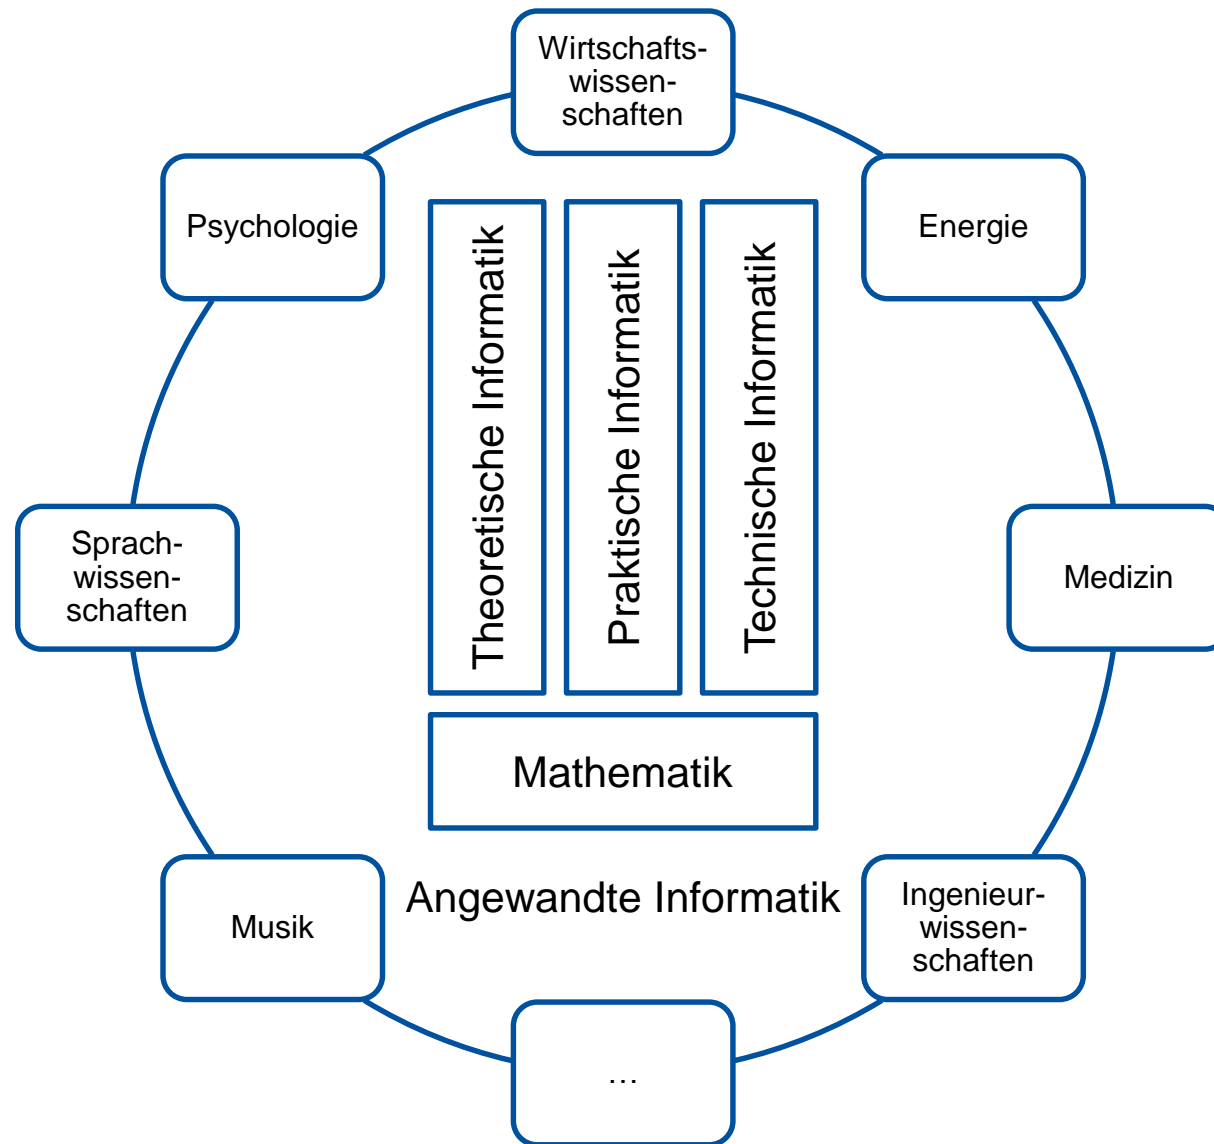 Wirtschafts-
wissen-
schaften
Psychologie
Energie
Theoretische Informatik
Praktische Informatik
Technische Informatik
Sprach-
wissen-
schaften
Medizin
Mathematik
Angewandte Informatik
Musik
Ingenieur-
wissen-
schaften
...